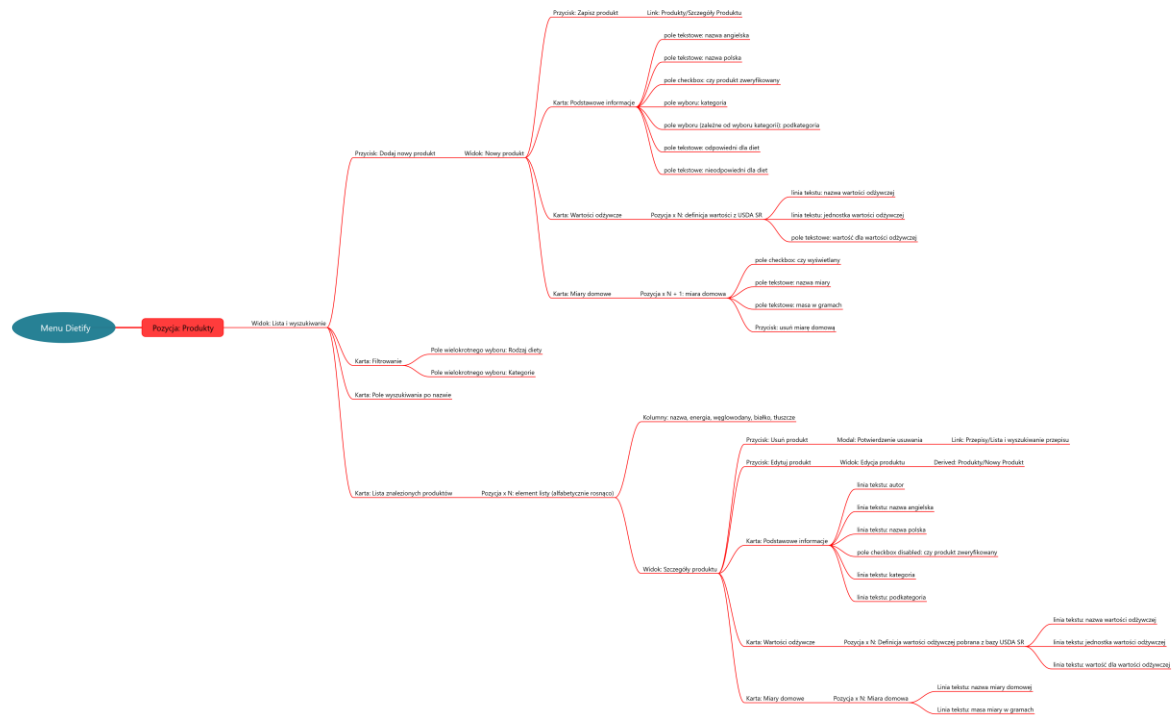 Menu Dietify
Pozycja: Produkty
Widok: Lista i wyszukiwanie
Przycisk: Dodaj nowy produkt
Widok: Nowy produkt
Przycisk: Zapisz produkt
Link: Produkty/Szczegóły Produktu
Karta: Podstawowe informacje
pole tekstowe: nazwa angielska
pole tekstowe: nazwa polska
pole checkbox: czy produkt zweryfikowany
pole wyboru: kategoria
pole wyboru (zależne od wyboru kategorii): podkategoria
pole tekstowe: odpowiedni dla diet
pole tekstowe: nieodpowiedni dla diet
Karta: Wartości odżywcze
Pozycja x N: definicja wartości z USDA SR
linia tekstu: nazwa wartości odżywczej
linia tekstu: jednostka wartości odżywczej
pole tekstowe: wartość dla wartości odżywczej
Karta: Miary domowe
Pozycja x N + 1: miara domowa
pole checkbox: czy wyświetlany
pole tekstowe: nazwa miary
pole tekstowe: masa w gramach
Przycisk: usuń miarę domową
Karta: Filtrowanie
Pole wielokrotnego wyboru: Rodzaj diety
Pole wielokrotnego wyboru: Kategorie
Karta: Pole wyszukiwania po nazwie
Karta: Lista znalezionych produktów
Pozycja x N: element listy (alfabetycznie rosnąco)
Kolumny: nazwa, energia, węglowodany, białko, tłuszcze
Widok: Szczegóły produktu
Przycisk: Usuń produkt
Modal: Potwierdzenie usuwania
Link: Przepisy/Lista i wyszukiwanie przepisu
Przycisk: Edytuj produkt
Widok: Edycja produktu
Derived: Produkty/Nowy Produkt
Karta: Podstawowe informacje
linia tekstu: autor
linia tekstu: nazwa angielska
linia tekstu: nazwa polska
pole checkbox disabled: czy produkt zweryfikowany
linia tekstu: kategoria
linia tekstu: podkategoria
Karta: Wartości odżywcze
Pozycja x N: Definicja wartości odżywczej pobrana z bazy USDA SR
linia tekstu: nazwa wartości odżywczej
linia tekstu: jednostka wartości odżywczej
linia tekstu: wartość dla wartości odżywczej
Karta: Miary domowe
Pozycja x N: Miara domowa
Linia tekstu: nazwa miary domowej
Linia tekstu: masa miary w gramach